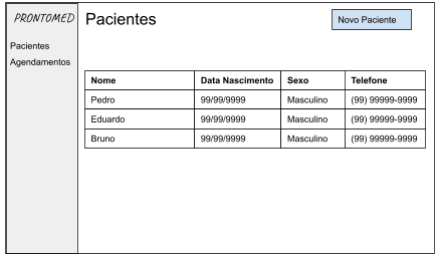 PRONTOMED
Pacientes
Agendamentos
Pacientes
Novo Paciente
Nome Data Nascimento Sexo Telefone
Pedro 99/99/9999 Masculino (99) 99999-9999
Eduardo 99/99/9999 Masculino (99) 99999-9999
Bruno 99/99/9999 Masculino (99) 99999-9999